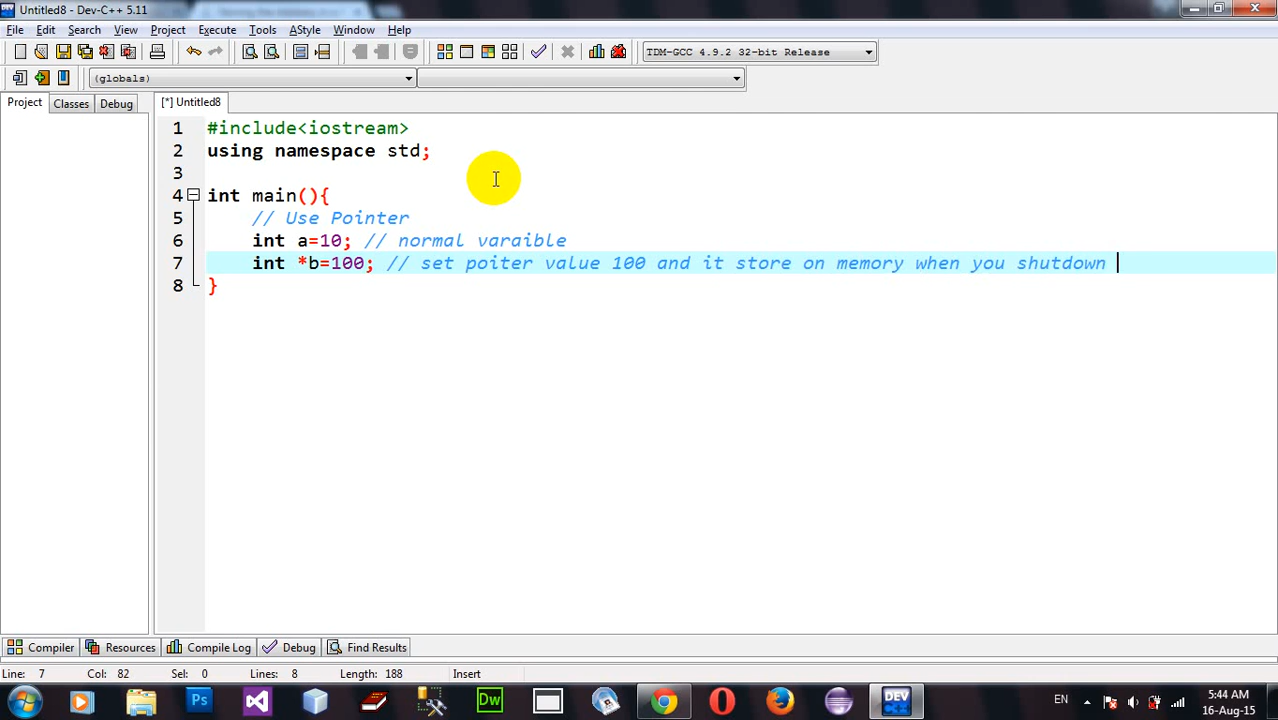 Untitled8 - Dev-C++ 5.11
File Edit Search View Project Execute Tools AStyle Window Help
TDM-GCC 4.9.2 32-bit Release
(globals)
Project Classes Debug [*] Untitled8
1 #include<iostream>
2 using namespace std;
3
4 int main(){
5 // Use Pointer
6 int a=10; // normal varaible
7 int *b=100; // set poiter value 100 and it store on memory when you shutdown
8 }
Compiler Resources Compile Log Debug Find Results
Line: 7 Col: 82 Sel: 0 Lines: 8 Length: 188 Insert
Ps Dw DEV C++ EN 5:44 AM
16-Aug-15